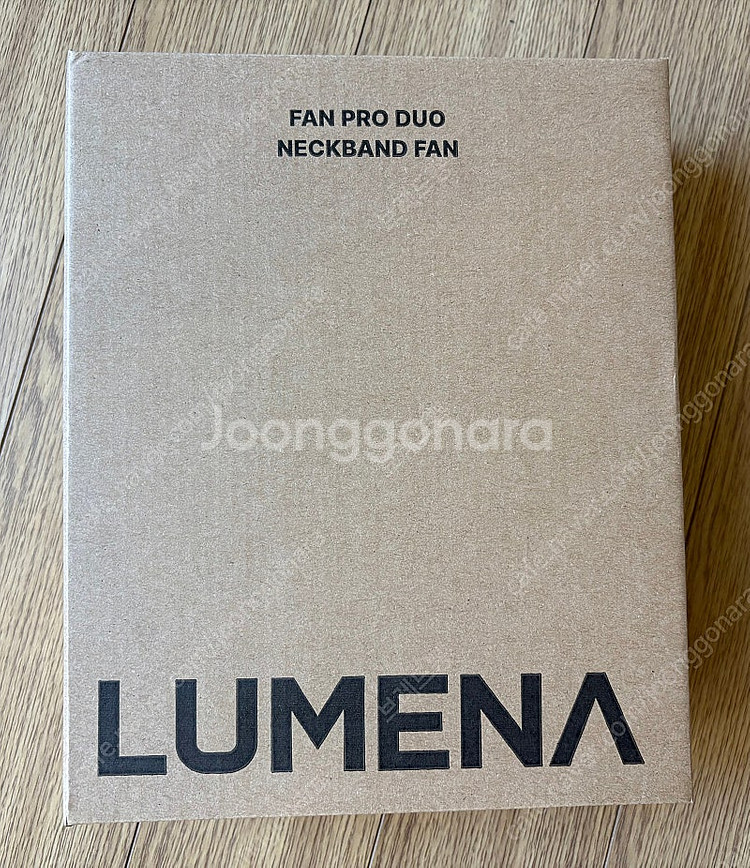 FAN PRO DUO
NECKBAND FAN
Joonggonara
LUMENA